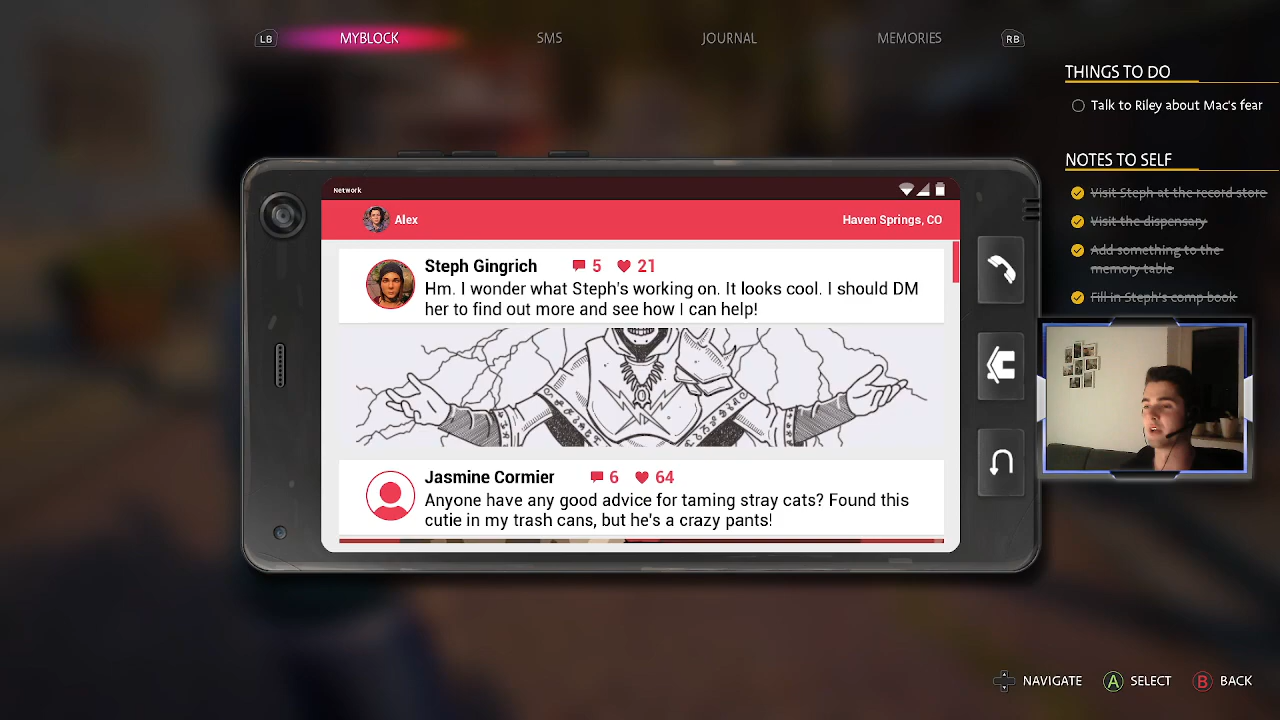 LB MYBLOCK SMS JOURNAL MEMORIES RB
THINGS TO DO
Talk to Riley about Mac's fear
NOTES TO SELF
Visit Steph at the record store
Visit the dispensary
Add something to the
memory table
Fill in Steph's comp book
Network
Alex Haven Springs, CO
Steph Gingrich 5 21
Hm. I wonder what Steph's working on. It looks cool. I should DM
her to find out more and see how I can help!
Jasmine Cormier 6 64
Anyone have any good advice for taming stray cats? Found this
cutie in my trash cans, but he's a crazy pants!
NAVIGATE A SELECT B BACK